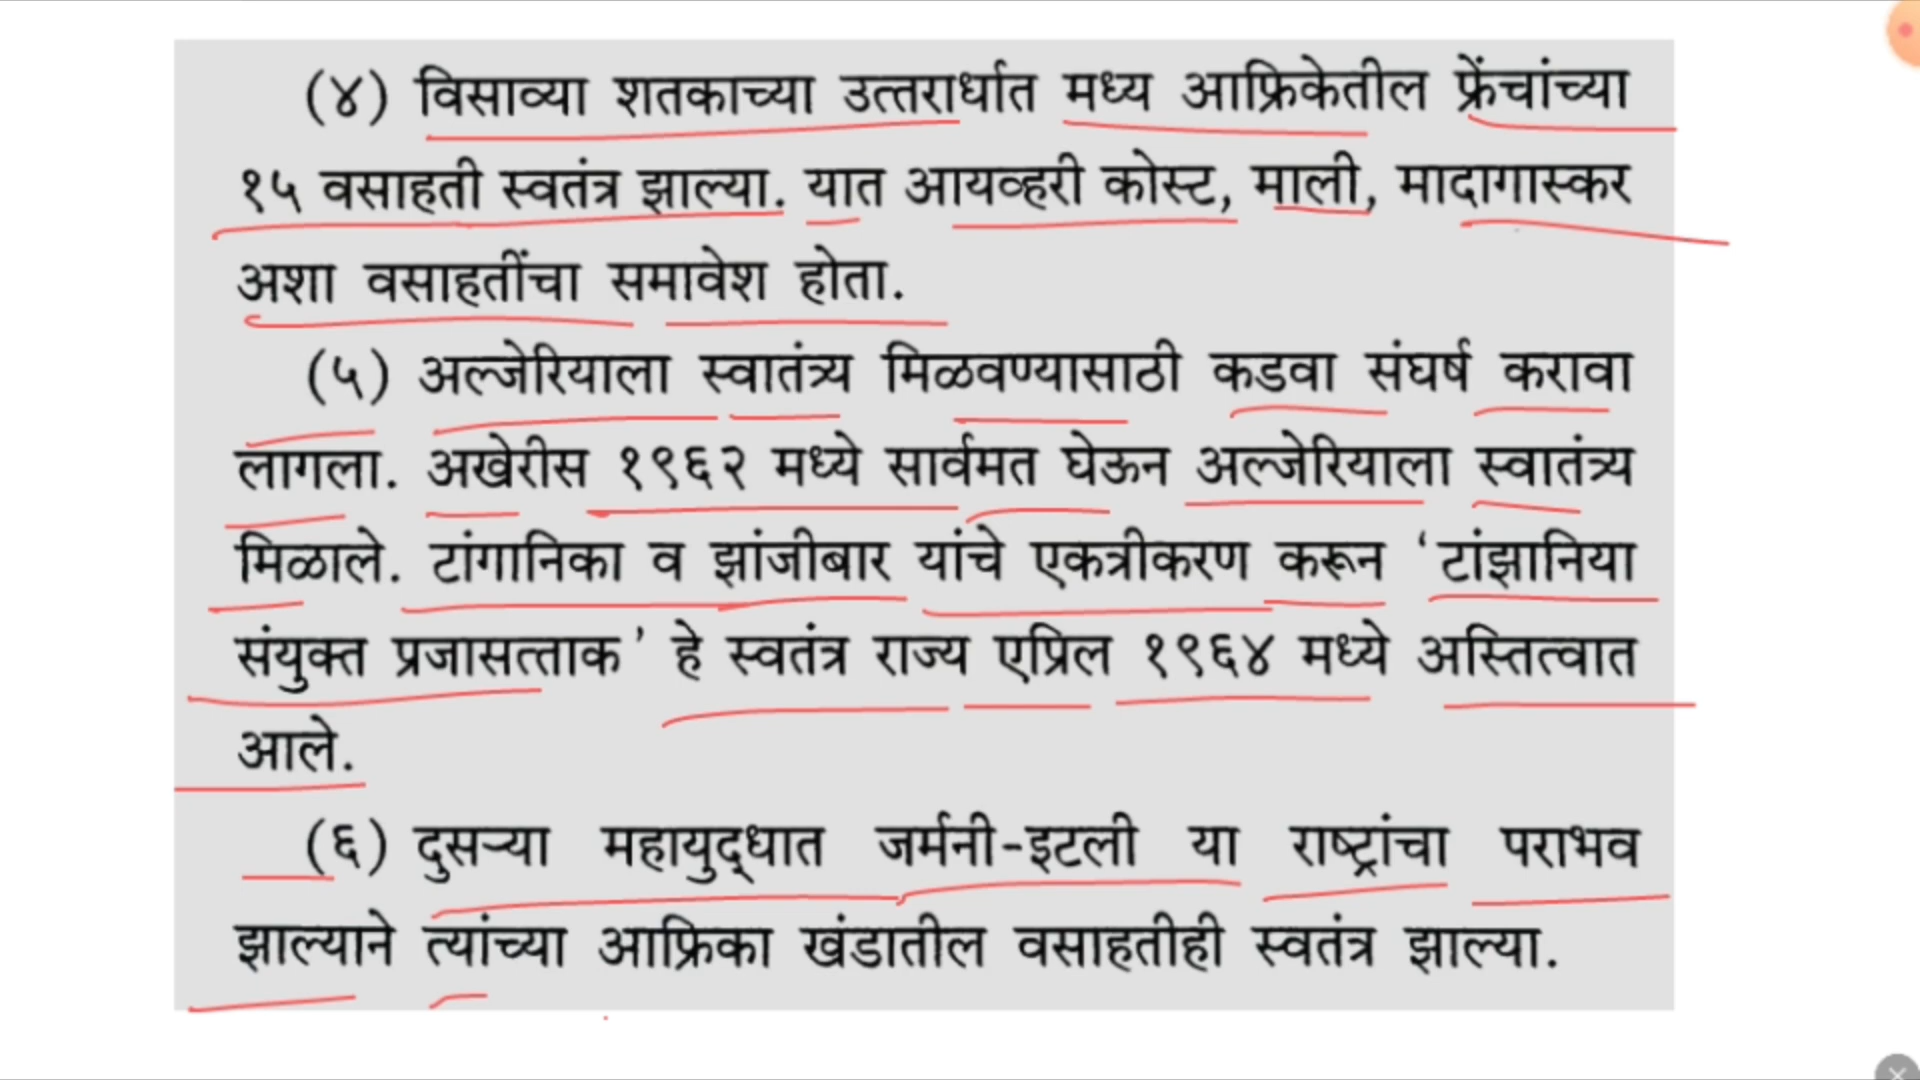 (४) विसाव्या शतकाच्या उत्तरार्धात मध्य आफ्रिकेतील फ्रेंचांच्या
१५ वसाहती स्वतंत्र झाल्या. यात आयव्हरी कोस्ट, माली, मादागास्कर
अशा वसाहतींचा समावेश होता.
(५) अल्जेरियाला स्वातंत्र्य मिळवण्यासाठी कडवा संघर्ष करावा
लागला. अखेरीस १९६२ मध्ये सार्वमत घेऊन अल्जेरियाला स्वातंत्र्य
मिळाले. टांगानिका व झांजीबार यांचे एकत्रीकरण करून ‘टांझानिया
संयुक्त प्रजासत्ताक’ हे स्वतंत्र राज्य एप्रिल १९६४ मध्ये अस्तित्वात
आले.
(६) दुसऱ्या महायुद्धात जर्मनी-इटली या राष्ट्रांचा पराभव
झाल्याने त्यांच्या आफ्रिका खंडातील वसाहतीही स्वतंत्र झाल्या.